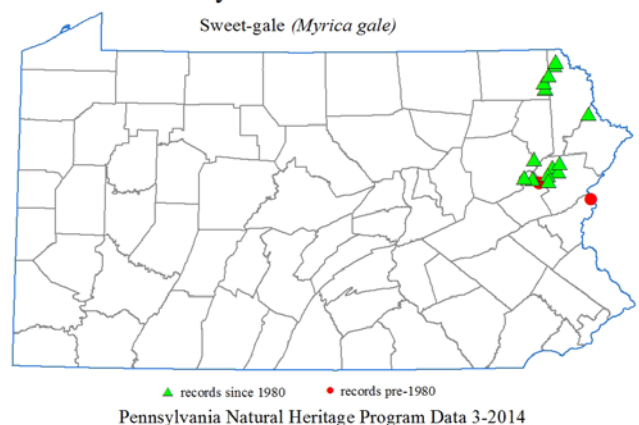 Sweet-gale (Myrica gale)
records since 1980 records pre-1980
Pennsylvania Natural Heritage Program Data 3-2014